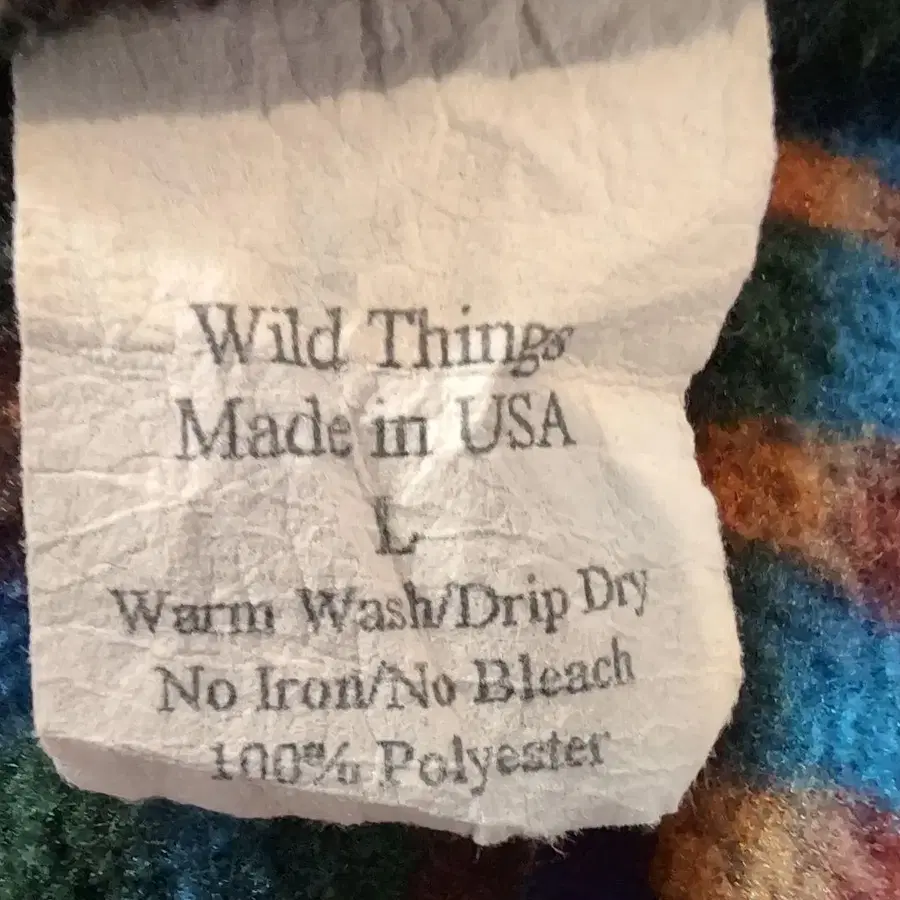 Wild Things
Made in USA
L
Warm Wash/Drip Dry
No Iron/No Bleach
100% Polyester